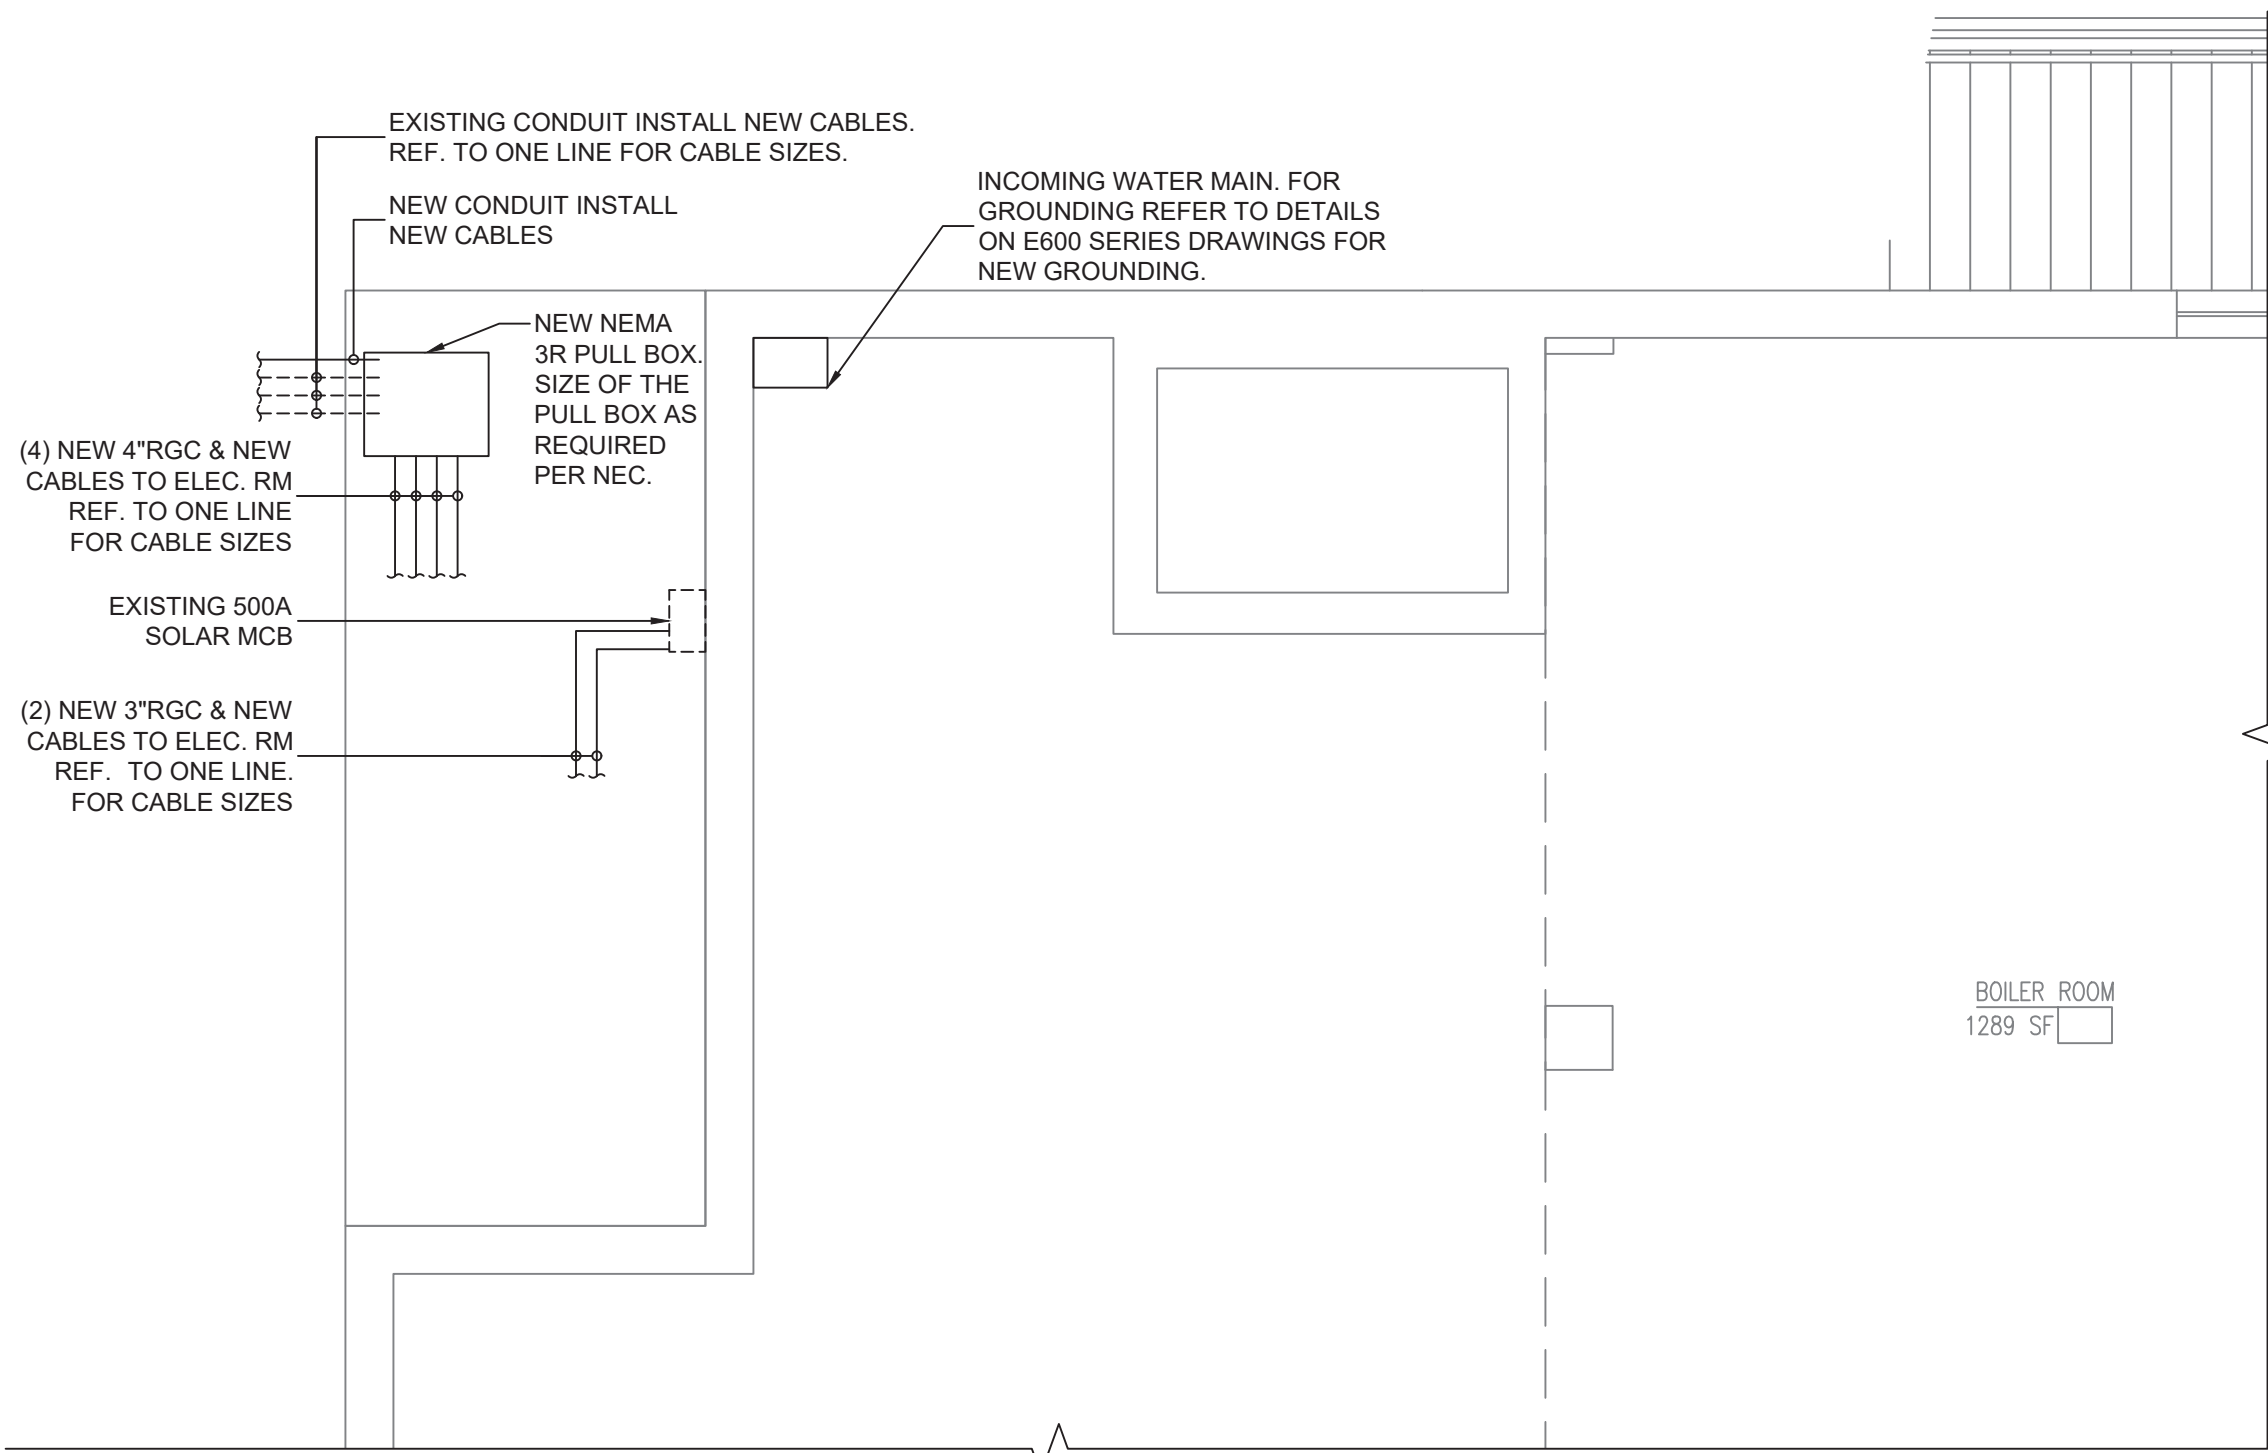 EXISTING CONDUIT INSTALL NEW CABLES.
REF. TO ONE LINE FOR CABLE SIZES.
NEW CONDUIT INSTALL
NEW CABLES
INCOMING WATER MAIN. FOR
GROUNDING REFER TO DETAILS
ON E600 SERIES DRAWINGS FOR
NEW GROUNDING.
NEW NEMA
3R PULL BOX.
SIZE OF THE
PULL BOX AS
REQUIRED
PER NEC.
(4) NEW 4"RGC & NEW
CABLES TO ELEC. RM
REF. TO ONE LINE
FOR CABLE SIZES
EXISTING 500A
SOLAR MCB
(2) NEW 3"RGC & NEW
CABLES TO ELEC. RM
REF. TO ONE LINE.
FOR CABLE SIZES
BOILER ROOM
1289 SF